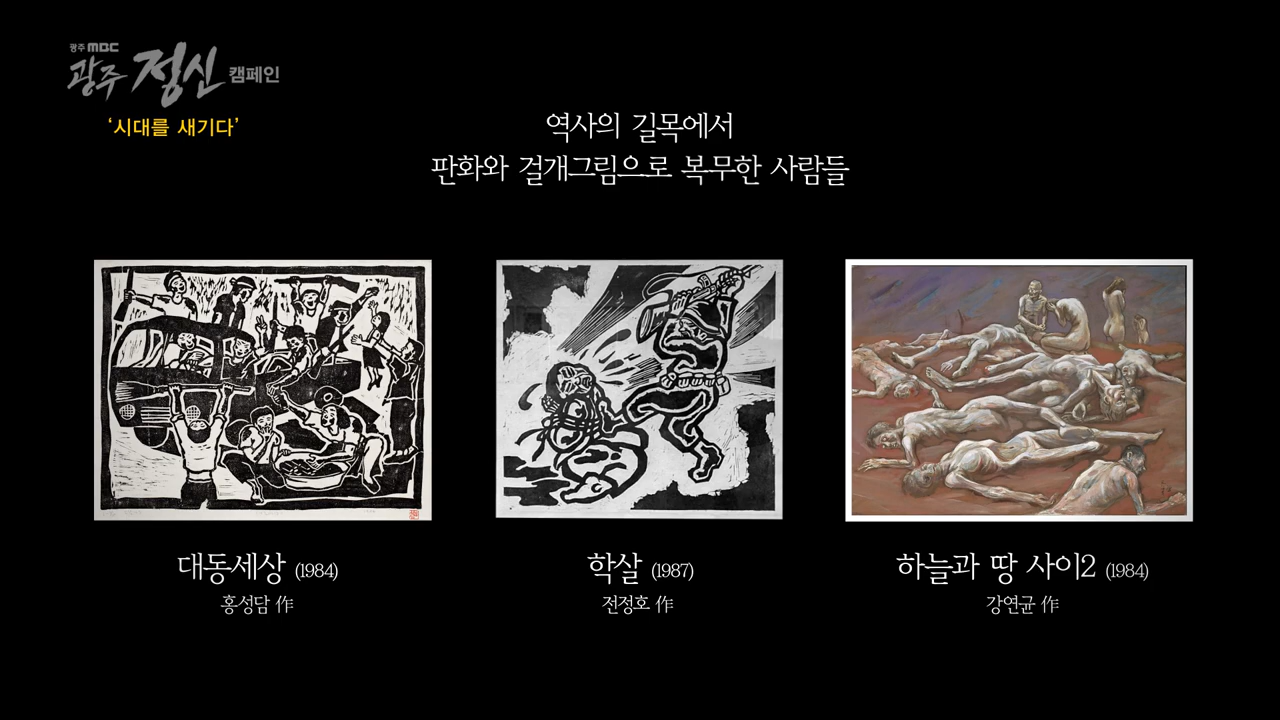 광주MBC
광주 정신 캠페인
‘시대를 새기다’
역사의 길목에서
판화와 걸개그림으로 복무한 사람들
대동세상 (1984)
홍성담 作
학살 (1987)
전정호 作
하늘과 땅 사이2 (1984)
강연균 作